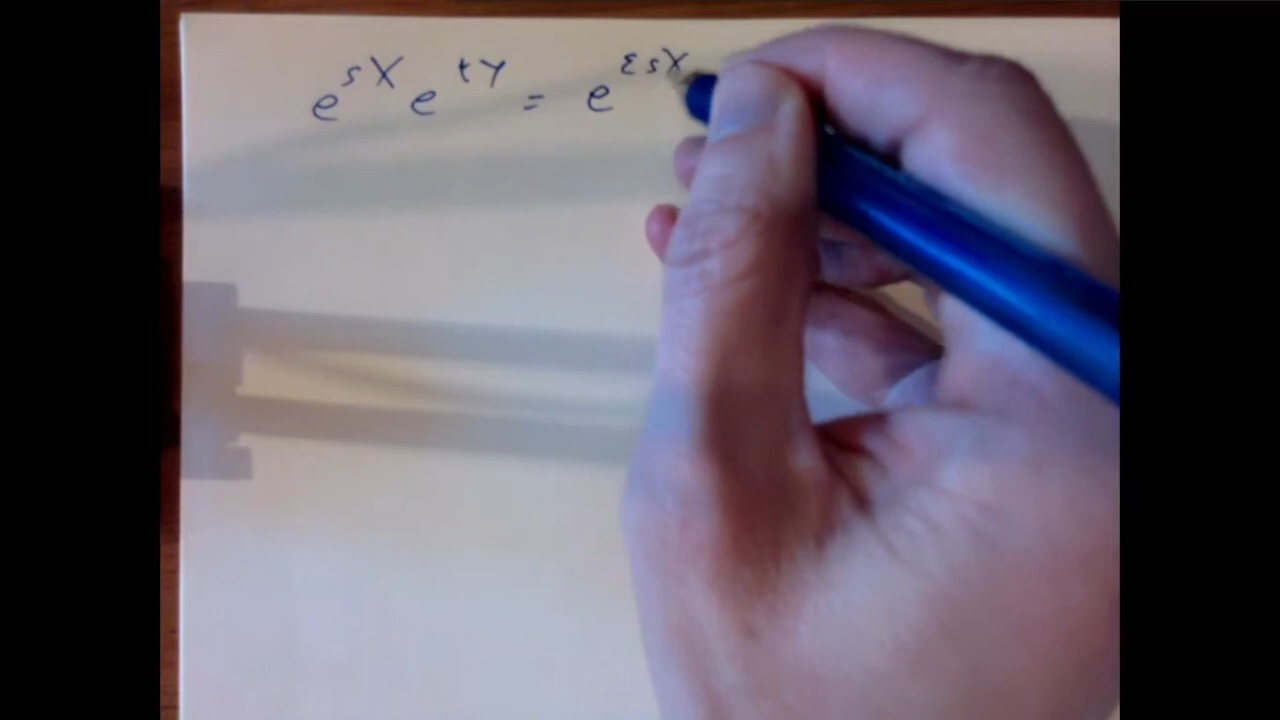 e^{sX} e^{tY} = e^{εsX